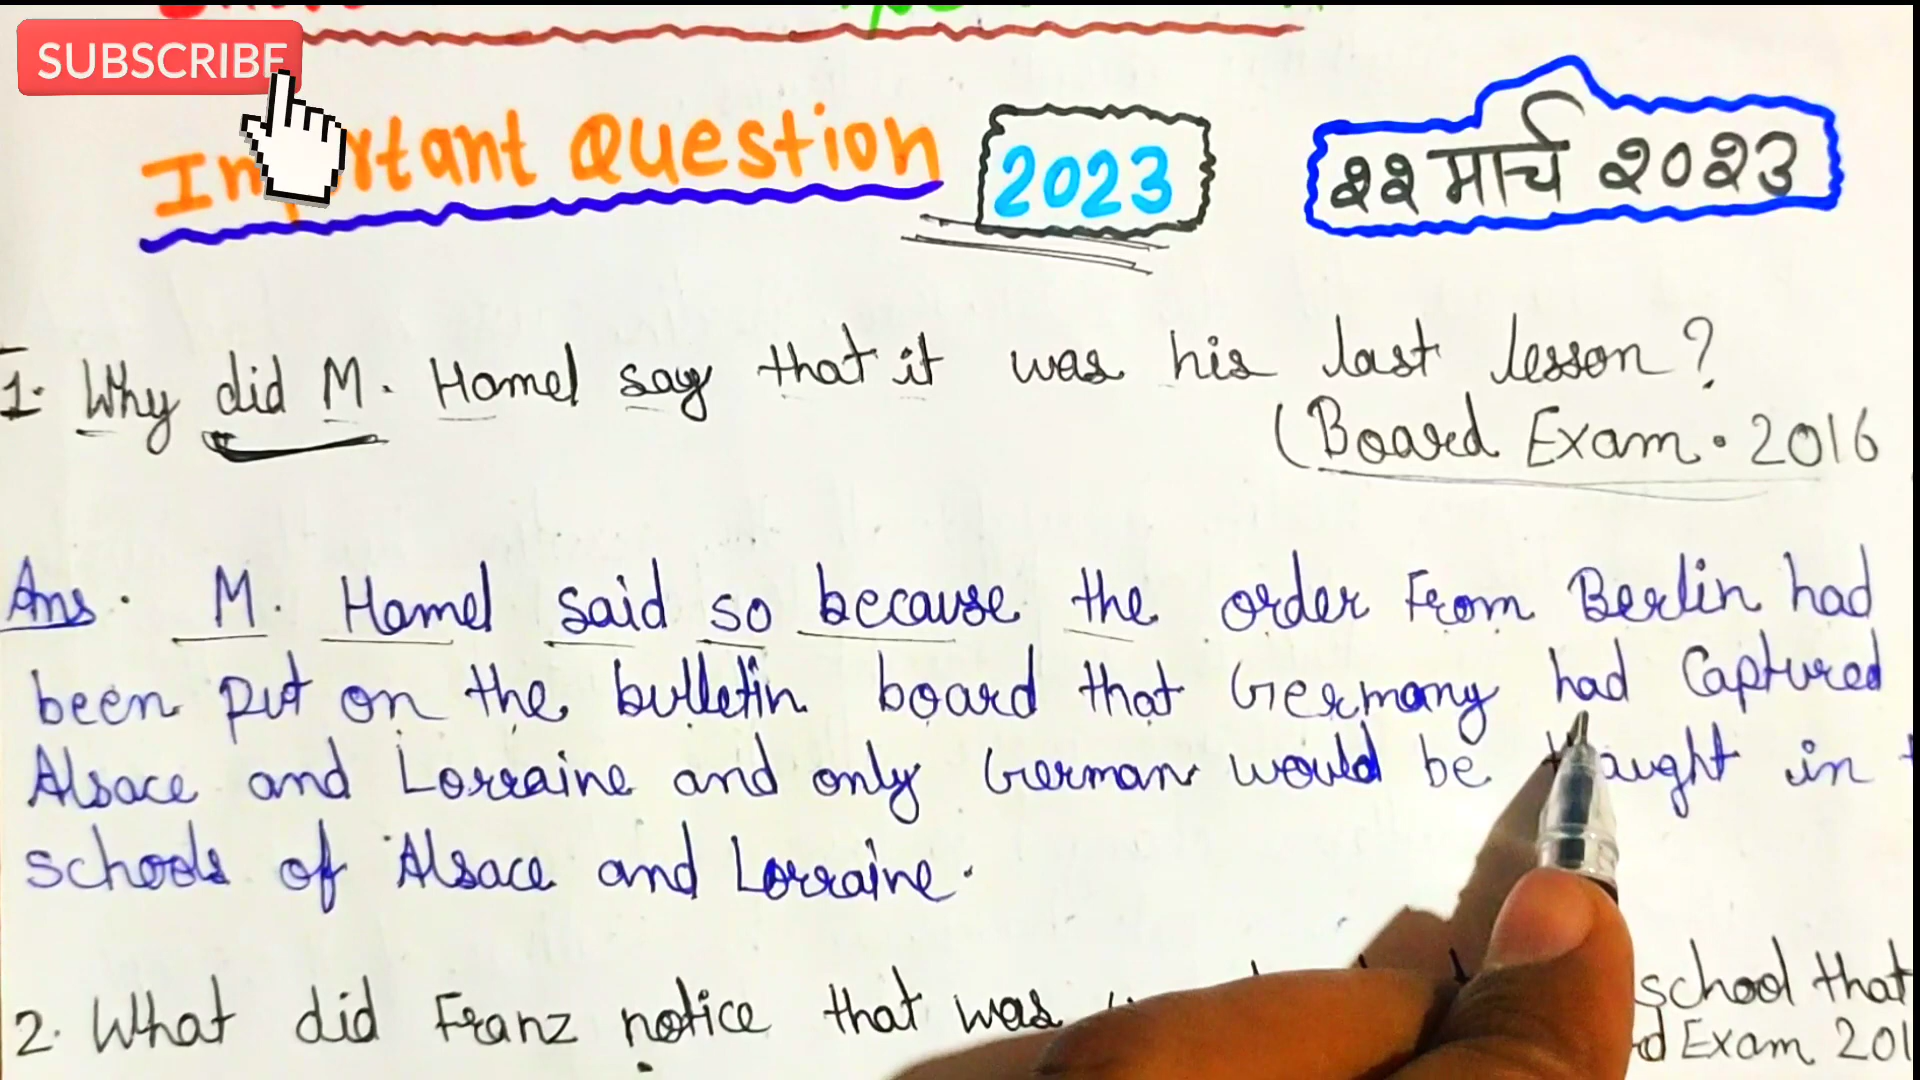 SUBSCRIBE
Important Question 2023 २२ मार्च २०२३
1. Why did M. Hamel say that it was his last lesson?
(Board Exam. 2016
Ans. M. Hamel said so because the order From Berlin had
been put on the bulletin board that Germany had Captured
Alsace and Lorraine and only German would be taught in
schools of Alsace and Lorraine.
2. What did Franz notice that was school that
Exam 201